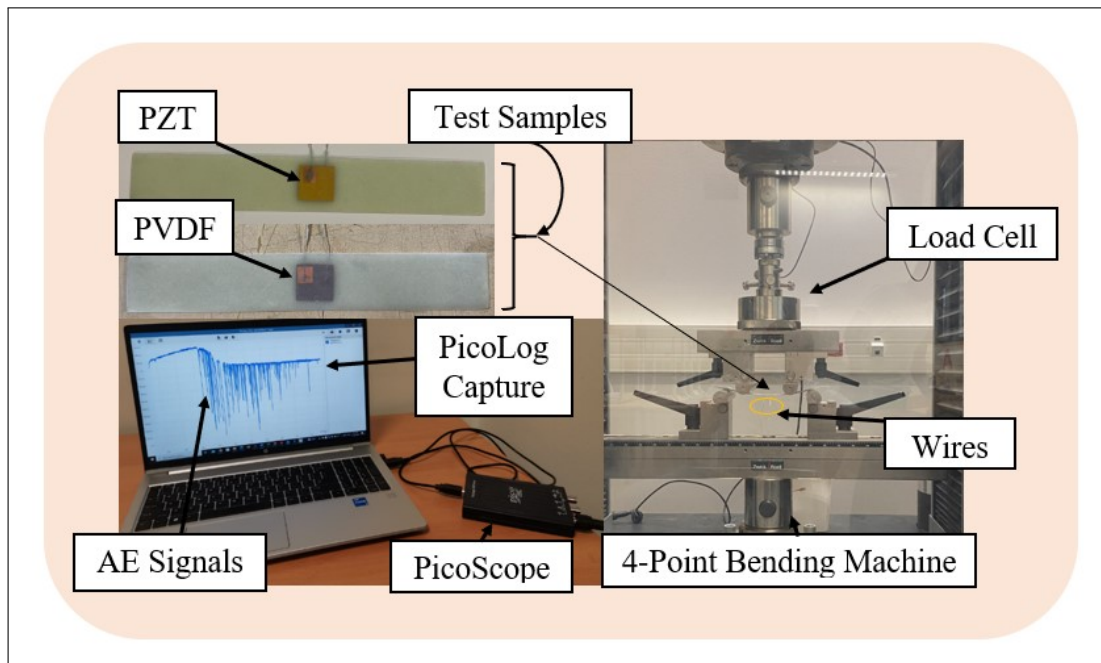 PZT
Test Samples
PVDF
Load Cell
PicoLog
Capture
Wires
AE Signals
PicoScope
4-Point Bending Machine